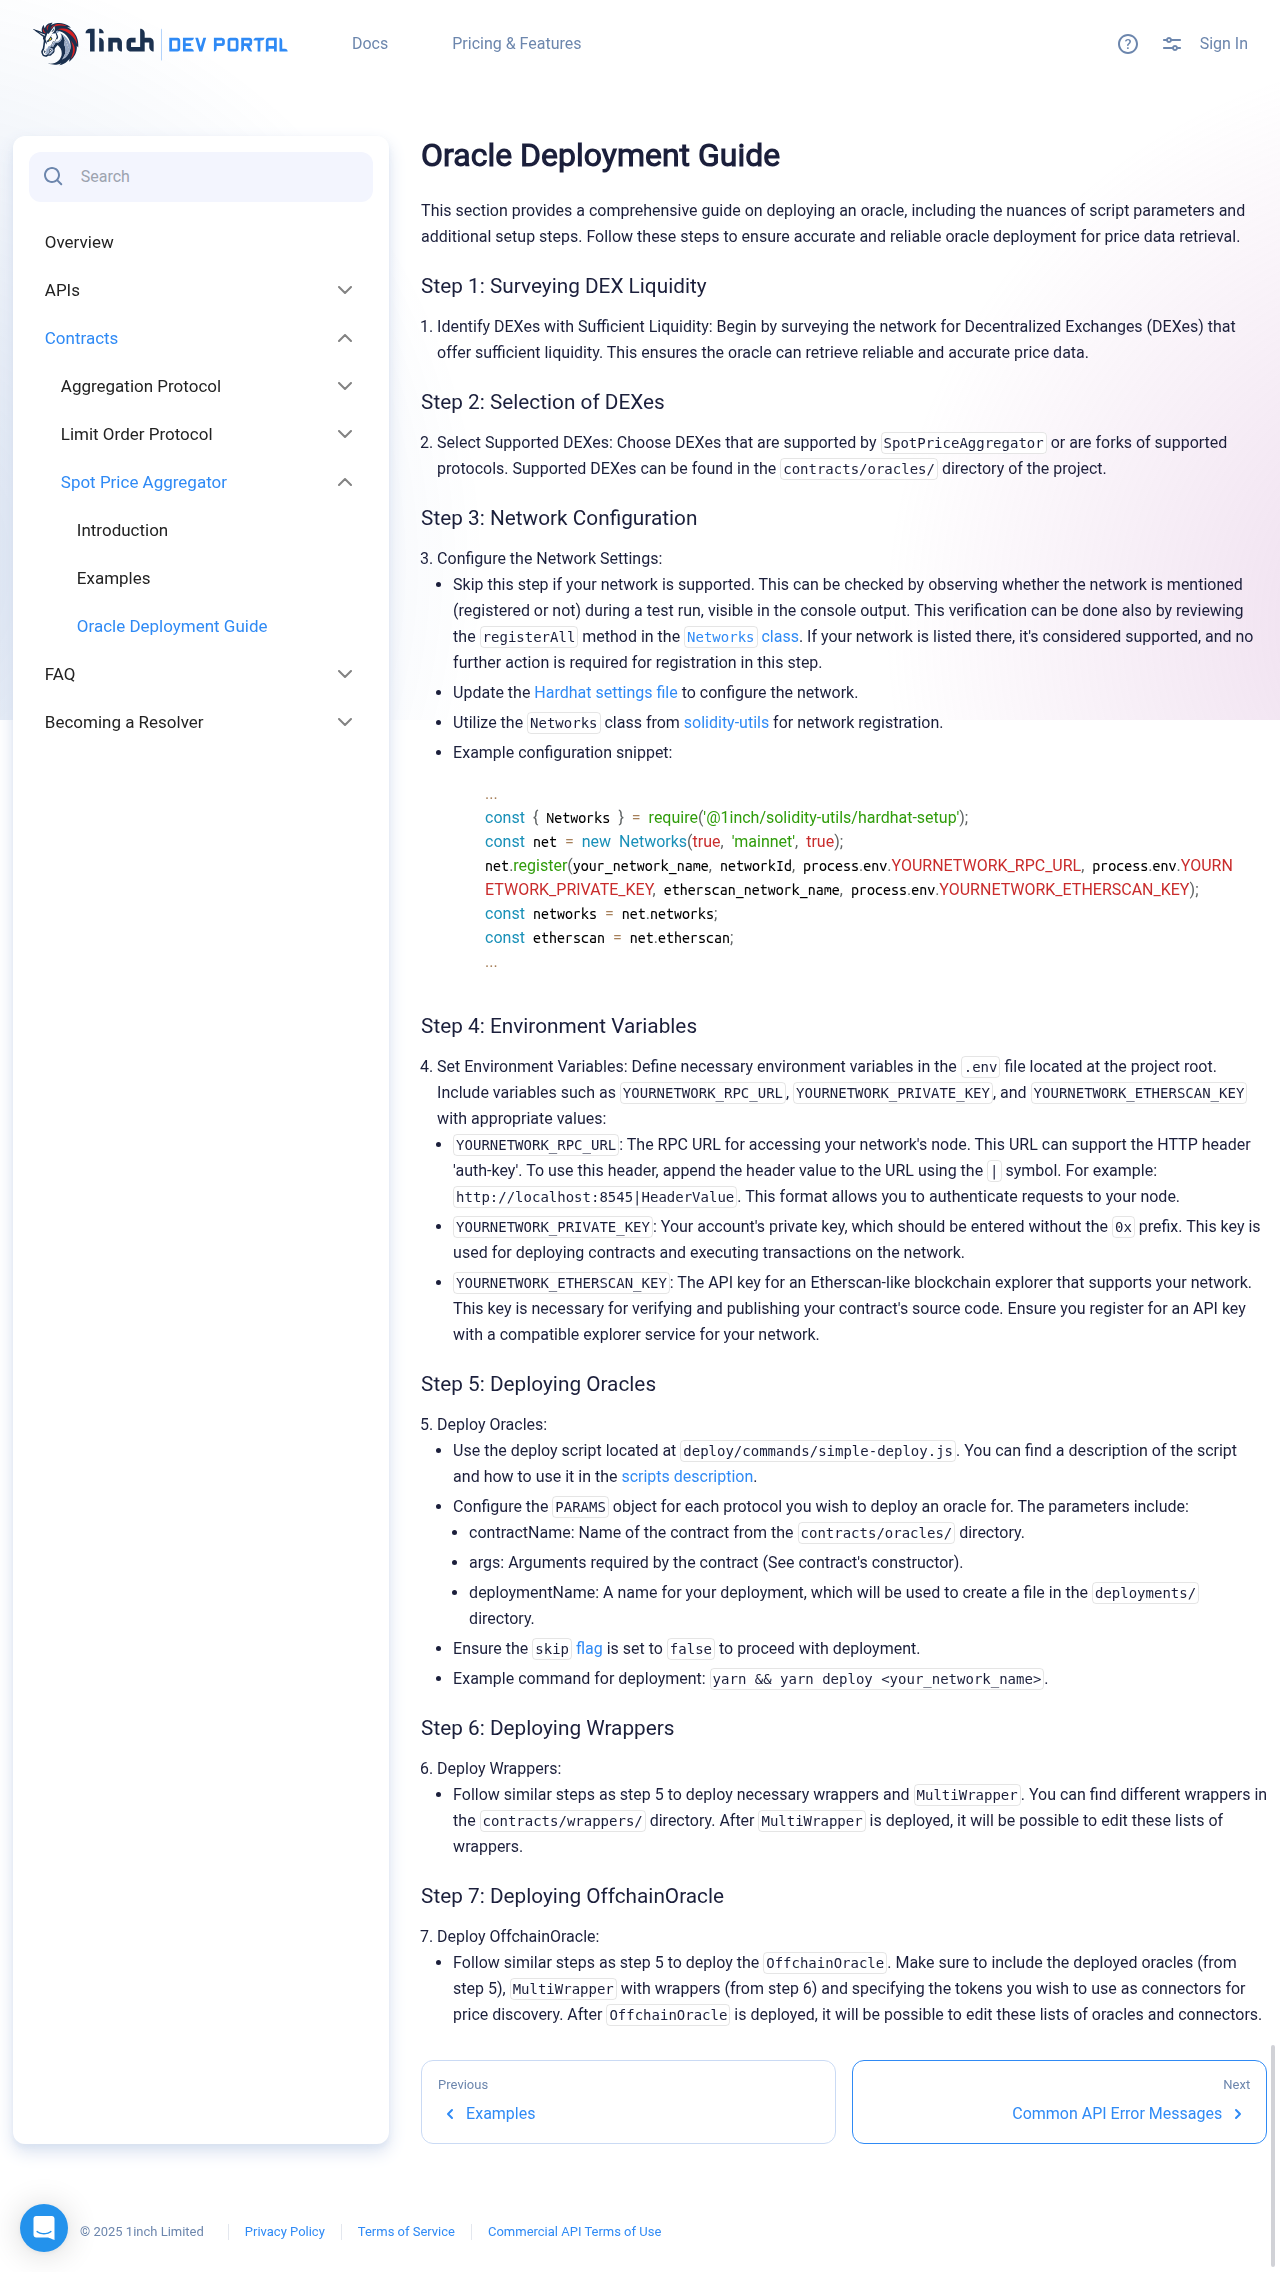 1inch DEV PORTAL
Docs
Pricing & Features
Sign In
Search
Overview
APIs
Contracts
Aggregation Protocol
Limit Order Protocol
Spot Price Aggregator
Introduction
Examples
Oracle Deployment Guide
FAQ
Becoming a Resolver
Oracle Deployment Guide
This section provides a comprehensive guide on deploying an oracle, including the nuances of script parameters and
additional setup steps. Follow these steps to ensure accurate and reliable oracle deployment for price data retrieval.
Step 1: Surveying DEX Liquidity
1. Identify DEXes with Sufficient Liquidity: Begin by surveying the network for Decentralized Exchanges (DEXes) that
offer sufficient liquidity. This ensures the oracle can retrieve reliable and accurate price data.
Step 2: Selection of DEXes
2. Select Supported DEXes: Choose DEXes that are supported by SpotPriceAggregator or are forks of supported
protocols. Supported DEXes can be found in the contracts/oracles/ directory of the project.
Step 3: Network Configuration
3. Configure the Network Settings:
• Skip this step if your network is supported. This can be checked by observing whether the network is mentioned
(registered or not) during a test run, visible in the console output. This verification can be done also by reviewing
the registerAll method in the Networks class. If your network is listed there, it's considered supported, and no
further action is required for registration in this step.
• Update the Hardhat settings file to configure the network.
• Utilize the Networks class from solidity-utils for network registration.
• Example configuration snippet:
...
const { Networks } = require('@1inch/solidity-utils/hardhat-setup');
const net = new Networks(true, 'mainnet', true);
net.register(your_network_name, networkId, process.env.YOURNETWORK_RPC_URL, process.env.YOURN
ETWORK_PRIVATE_KEY, etherscan_network_name, process.env.YOURNETWORK_ETHERSCAN_KEY);
const networks = net.networks;
const etherscan = net.etherscan;
...
Step 4: Environment Variables
4. Set Environment Variables: Define necessary environment variables in the .env file located at the project root.
Include variables such as YOURNETWORK_RPC_URL, YOURNETWORK_PRIVATE_KEY, and YOURNETWORK_ETHERSCAN_KEY
with appropriate values:
• YOURNETWORK_RPC_URL: The RPC URL for accessing your network's node. This URL can support the HTTP header
'auth-key'. To use this header, append the header value to the URL using the | symbol. For example:
http://localhost:8545|HeaderValue. This format allows you to authenticate requests to your node.
• YOURNETWORK_PRIVATE_KEY: Your account's private key, which should be entered without the 0x prefix. This key is
used for deploying contracts and executing transactions on the network.
• YOURNETWORK_ETHERSCAN_KEY: The API key for an Etherscan-like blockchain explorer that supports your network.
This key is necessary for verifying and publishing your contract's source code. Ensure you register for an API key
with a compatible explorer service for your network.
Step 5: Deploying Oracles
5. Deploy Oracles:
• Use the deploy script located at deploy/commands/simple-deploy.js. You can find a description of the script
and how to use it in the scripts description.
• Configure the PARAMS object for each protocol you wish to deploy an oracle for. The parameters include:
• contractName: Name of the contract from the contracts/oracles/ directory.
• args: Arguments required by the contract (See contract's constructor).
• deploymentName: A name for your deployment, which will be used to create a file in the deployments/
directory.
• Ensure the skip flag is set to false to proceed with deployment.
• Example command for deployment: yarn && yarn deploy <your_network_name>.
Step 6: Deploying Wrappers
6. Deploy Wrappers:
• Follow similar steps as step 5 to deploy necessary wrappers and MultiWrapper. You can find different wrappers in
the contracts/wrappers/ directory. After MultiWrapper is deployed, it will be possible to edit these lists of
wrappers.
Step 7: Deploying OffchainOracle
7. Deploy OffchainOracle:
• Follow similar steps as step 5 to deploy the OffchainOracle. Make sure to include the deployed oracles (from
step 5), MultiWrapper with wrappers (from step 6) and specifying the tokens you wish to use as connectors for
price discovery. After OffchainOracle is deployed, it will be possible to edit these lists of oracles and connectors.
Previous
Examples
Next
Common API Error Messages
© 2025 1inch Limited
Privacy Policy
Terms of Service
Commercial API Terms of Use